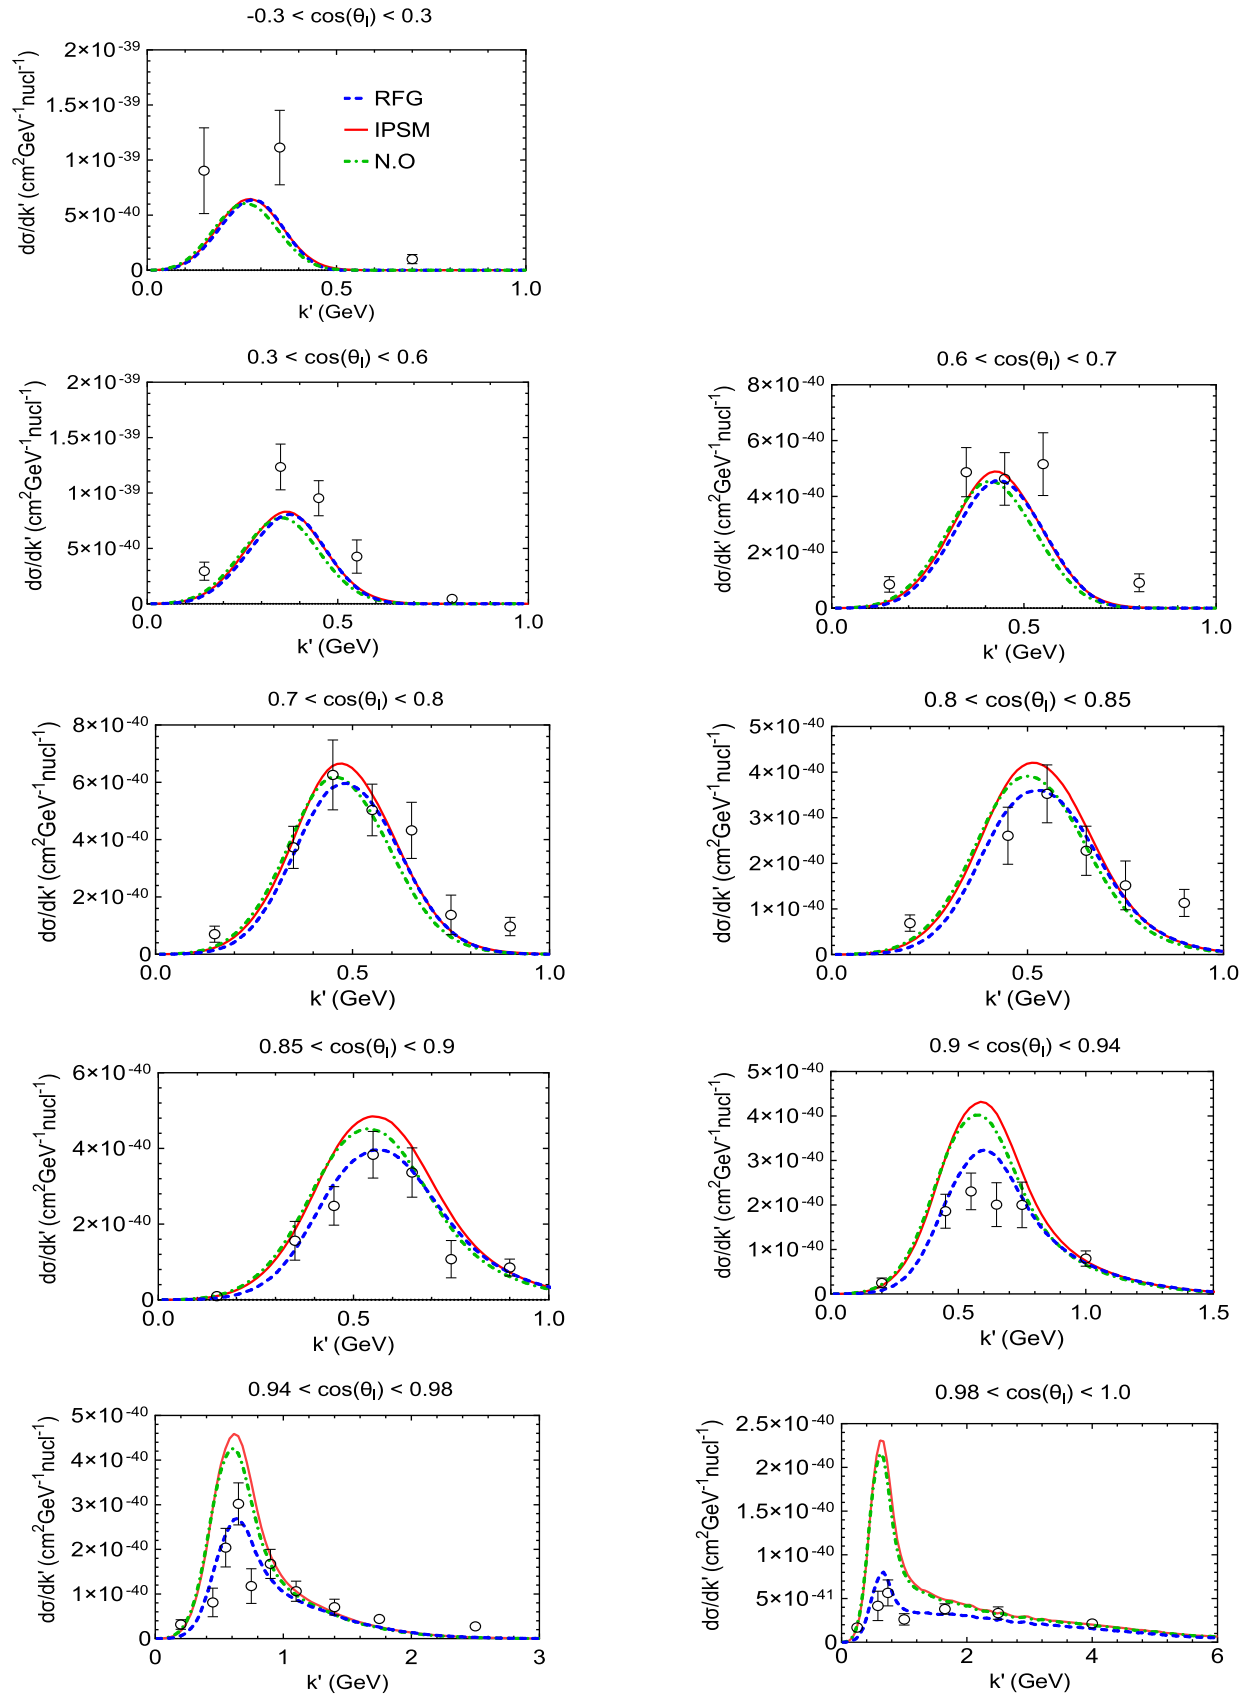 -0.3 < cos(θl) < 0.3
dσ/dk' (cm²GeV⁻¹nucl⁻¹)
2×10⁻³⁹
1.5×10⁻³⁹
1×10⁻³⁹
5×10⁻⁴⁰
0
RFG
IPSM
N.O
0.0 0.5 1.0
k' (GeV)
0.3 < cos(θl) < 0.6
dσ/dk' (cm²GeV⁻¹nucl⁻¹)
2×10⁻³⁹
1.5×10⁻³⁹
1×10⁻³⁹
5×10⁻⁴⁰
0
0.0 0.5 1.0
k' (GeV)
0.6 < cos(θl) < 0.7
dσ/dk' (cm²GeV⁻¹nucl⁻¹)
8×10⁻⁴⁰
6×10⁻⁴⁰
4×10⁻⁴⁰
2×10⁻⁴⁰
0
0.0 0.5 1.0
k' (GeV)
0.7 < cos(θl) < 0.8
dσ/dk' (cm²GeV⁻¹nucl⁻¹)
8×10⁻⁴⁰
6×10⁻⁴⁰
4×10⁻⁴⁰
2×10⁻⁴⁰
0
0.0 0.5 1.0
k' (GeV)
0.8 < cos(θl) < 0.85
dσ/dk' (cm²GeV⁻¹nucl⁻¹)
5×10⁻⁴⁰
4×10⁻⁴⁰
3×10⁻⁴⁰
2×10⁻⁴⁰
1×10⁻⁴⁰
0
0.0 0.5 1.0
k' (GeV)
0.85 < cos(θl) < 0.9
dσ/dk' (cm²GeV⁻¹nucl⁻¹)
6×10⁻⁴⁰
4×10⁻⁴⁰
2×10⁻⁴⁰
0
0.0 0.5 1.0
k' (GeV)
0.9 < cos(θl) < 0.94
dσ/dk' (cm²GeV⁻¹nucl⁻¹)
5×10⁻⁴⁰
4×10⁻⁴⁰
3×10⁻⁴⁰
2×10⁻⁴⁰
1×10⁻⁴⁰
0
0.0 0.5 1.0 1.5
k' (GeV)
0.94 < cos(θl) < 0.98
dσ/dk' (cm²GeV⁻¹nucl⁻¹)
5×10⁻⁴⁰
4×10⁻⁴⁰
3×10⁻⁴⁰
2×10⁻⁴⁰
1×10⁻⁴⁰
0
0 1 2 3
k' (GeV)
0.98 < cos(θl) < 1.0
dσ/dk' (cm²GeV⁻¹nucl⁻¹)
2.5×10⁻⁴⁰
2×10⁻⁴⁰
1.5×10⁻⁴⁰
1×10⁻⁴⁰
5×10⁻⁴¹
0
0 2 4 6
k' (GeV)